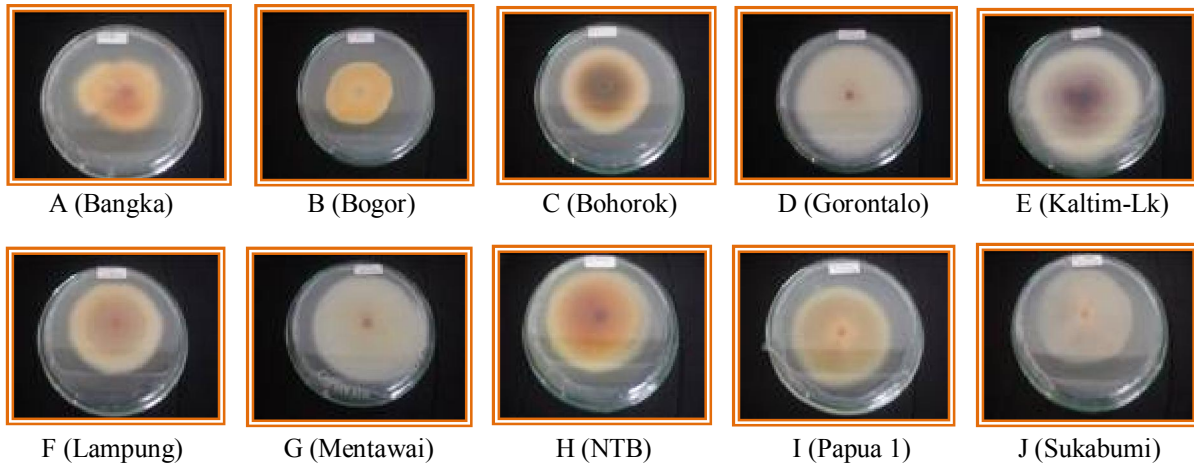 A (Bangka)
B (Bogor)
C (Bohorok)
D (Gorontalo)
E (Kaltim-Lk)
F (Lampung)
G (Mentawai)
H (NTB)
I (Papua 1)
J (Sukabumi)